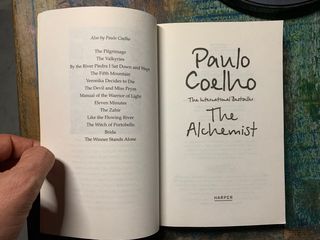 Also by Paulo Coelho
The Pilgrimage
The Valkyries
By the River Piedra I Sat Down and Wept
The Fifth Mountain
Veronika Decides to Die
The Devil and Miss Prym
Manual of the Warrior of Light
Eleven Minutes
The Zahir
Like the Flowing River
The Witch of Portobello
Brida
The Winner Stands Alone
Paulo
Coelho
The International Bestseller
The
Alchemist
HARPER